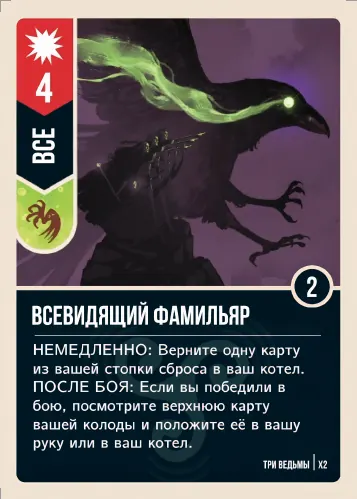 4
ВСЕ
2
ВСЕВИДЯЩИЙ ФАМИЛЬЯР
НЕМЕДЛЕННО: Верните одну карту
из вашей стопки сброса в ваш котел.
ПОСЛЕ БОЯ: Если вы победили в
бою, посмотрите верхнюю карту
вашей колоды и положите её в вашу
руку или в ваш котел.
ТРИ ВЕДЬМЫ | X2